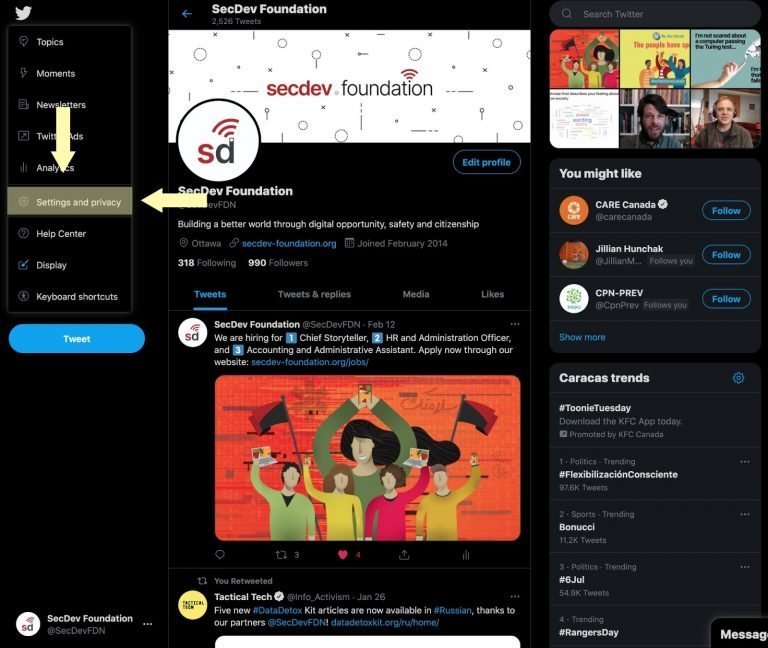 Topics
Moments
Newsletters
Twitter Ads
Analytics
Settings and privacy
Help Center
Display
Keyboard shortcuts
Tweet
SecDev Foundation
@SecDevFDN
SecDev Foundation
2,526 Tweets
secdev foundation
sd
Edit profile
SecDev Foundation
@SecDevFDN
Building a better world through digital opportunity, safety and citizenship
Ottawa secdev-foundation.org Joined February 2014
318 Following 990 Followers
Tweets Tweets & replies Media Likes
sd
SecDev Foundation @SecDevFDN · Feb 12
We are hiring for 1 Chief Storyteller, 2 HR and Administration Officer,
and 3 Accounting and Administrative Assistant. Apply now through our
website: secdev-foundation.org/jobs/
3 4
You Retweeted
TACTICAL
TECH
Tactical Tech @Info_Activism · Jan 26
Five new #DataDetox Kit articles are now available in #Russian, thanks to
our partners @SecDevFDN! datadetoxkit.org/ru/home/
Search Twitter
The people have
I'm not scared about
a computer passing
the Turing test...
You might like
care
CARE Canada
@carecanada
Follow
Jillian Hunchak
@JillianM... Follows you
Follow
CPN-PREV
@CpnPrev Follows you
Follow
Show more
Caracas trends
#ToonieTuesday
Download the KFC App today.
Promoted by KFC Canada
1 · Politics · Trending
#FlexibilizaciónConsciente
97.6K Tweets
2 · Sports · Trending
Bonucci
11.2K Tweets
3 · Politics · Trending
#6Jul
54.9K Tweets
4 · Trending
#RangersDay
Messag
sd